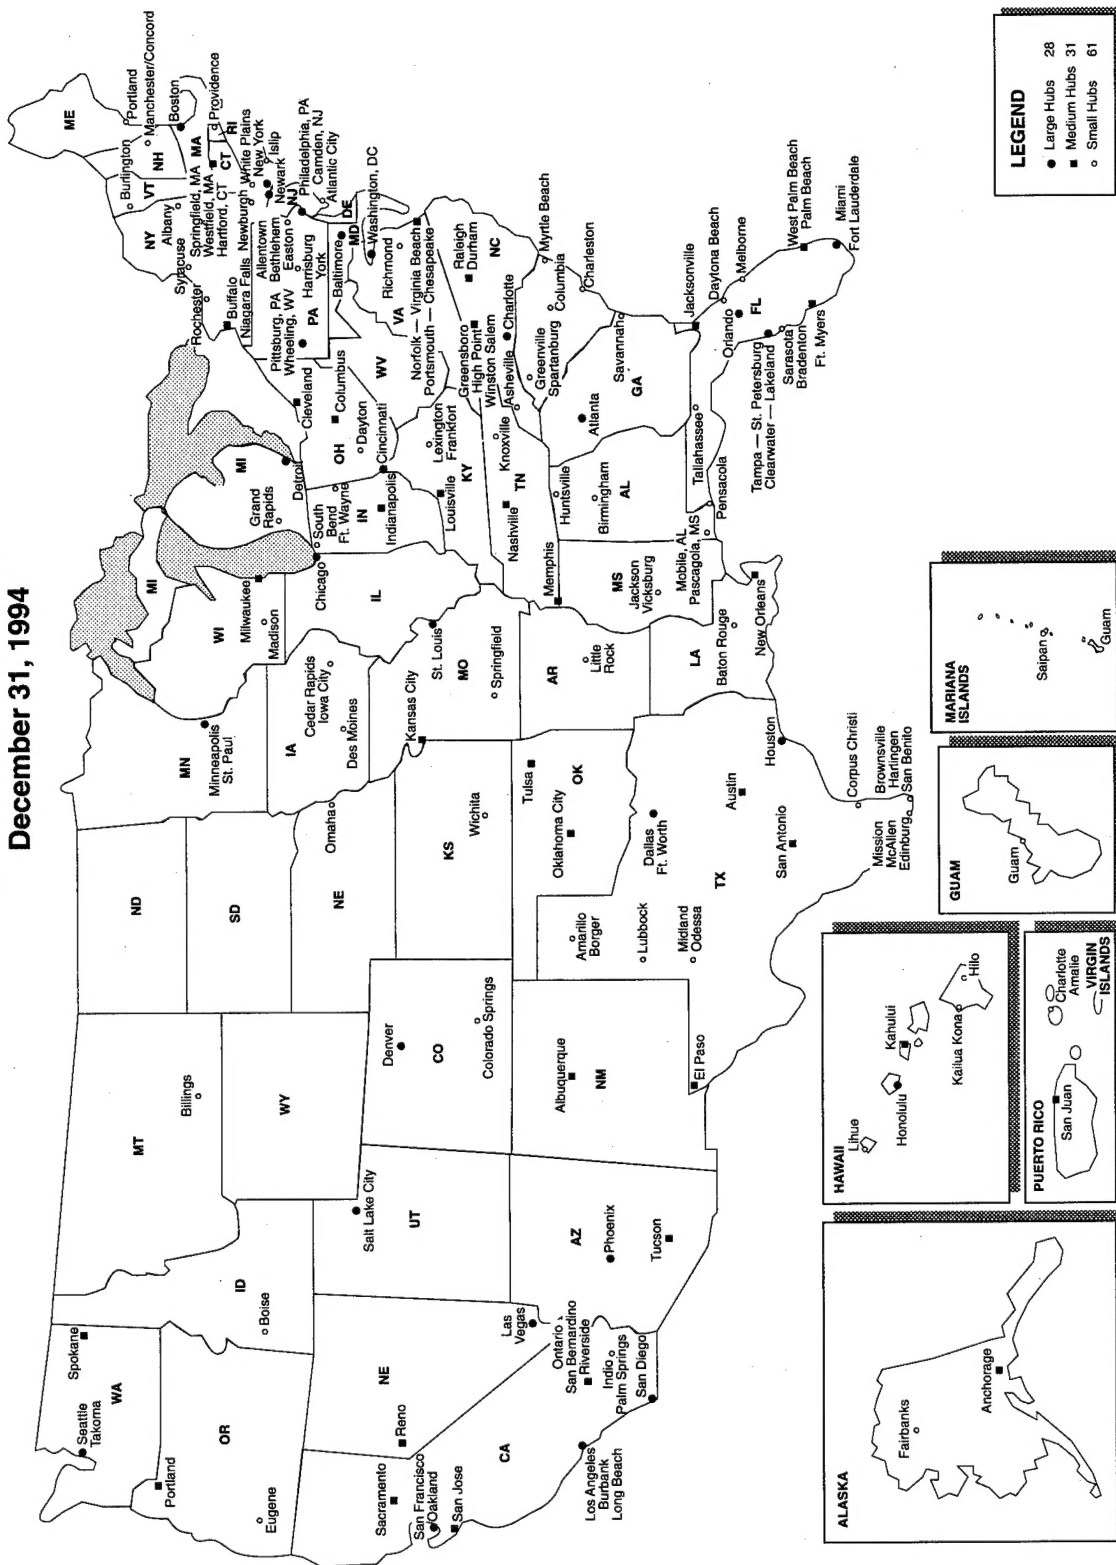 December 31, 1994
WA
Seattle
Takoma
Spokane
Portland
OR
Eugene
ID
Boise
MT
Billings
WY
ND
SD
NE
Omaha
MN
Minneapolis
St. Paul
WI
Milwaukee
Madison
MI
MI
Grand
Rapids
Detroit
IA
Cedar Rapids
Iowa City
Des Moines
IL
Chicago
IN
South
Bend
Ft. Wayne
Indianapolis
OH
Cleveland
Columbus
Dayton
Cincinnati
NE
Reno
Las
Vegas
CA
Sacramento
San Francisco
Oakland
San Jose
Los Angeles
Burbank
Long Beach
Ontario
San Bernardino
Riverside
Indio
Palm Springs
San Diego
UT
Salt Lake City
AZ
Phoenix
Tucson
CO
Denver
Colorado Springs
NM
Albuquerque
El Paso
KS
Wichita
Kansas City
MO
St. Louis
Springfield
OK
Tulsa
Oklahoma City
TX
Amarillo
Borger
Lubbock
Midland
Odessa
Dallas
Ft. Worth
Austin
San Antonio
Houston
Corpus Christi
Brownsville
Harlingen
San Benito
Mission
McAllen
Edinburg
AR
Little
Rock
LA
Baton Rouge
New Orleans
MS
Jackson
Vicksburg
Mobile, AL
Pascagoula, MS
AL
Huntsville
Birmingham
TN
Memphis
Nashville
Knoxville
KY
Louisville
Lexington
Frankfort
WV
VA
Richmond
Norfolk — Virginia Beach
Portsmouth — Chesapeake
NC
Raleigh
Durham
Greensboro
High Point
Winston Salem
Charlotte
Asheville
Greenville
Spartanburg
Columbia
Myrtle Beach
Charleston
GA
Atlanta
Savannah
FL
Jacksonville
Tallahassee
Pensacola
Daytona Beach
Orlando
Melborne
Tampa — St. Petersburg
Clearwater — Lakeland
Sarasota
Bradenton
Ft. Myers
West Palm Beach
Palm Beach
Miami
Fort Lauderdale
ME
Portland
NH
Manchester/Concord
VT
Burlington
MA
Boston
RI
Providence
CT
Springfield, MA
Westfield, MA
Hartford, CT
NY
Albany
Syracuse
Rochester
Buffalo
Niagara Falls
Newburgh
White Plains
New York
Islip
Newark
NJ
Allentown
Bethlehem
Easton
Philadelphia, PA
Camden, NJ
Atlantic City
PA
Pittsburg, PA
Wheeling, WV
Harrisburg
York
DE
MD
Baltimore
Washington, DC
ALASKA
Fairbanks
Anchorage
HAWAII
Lihue
Honolulu
Kahului
Kailua Kona
Hilo
PUERTO RICO
San Juan
Charlotte
Amalie
VIRGIN
ISLANDS
GUAM
Guam
MARIANA
ISLANDS
Saipan
Guam
LEGEND
Large Hubs 28
Medium Hubs 31
Small Hubs 61